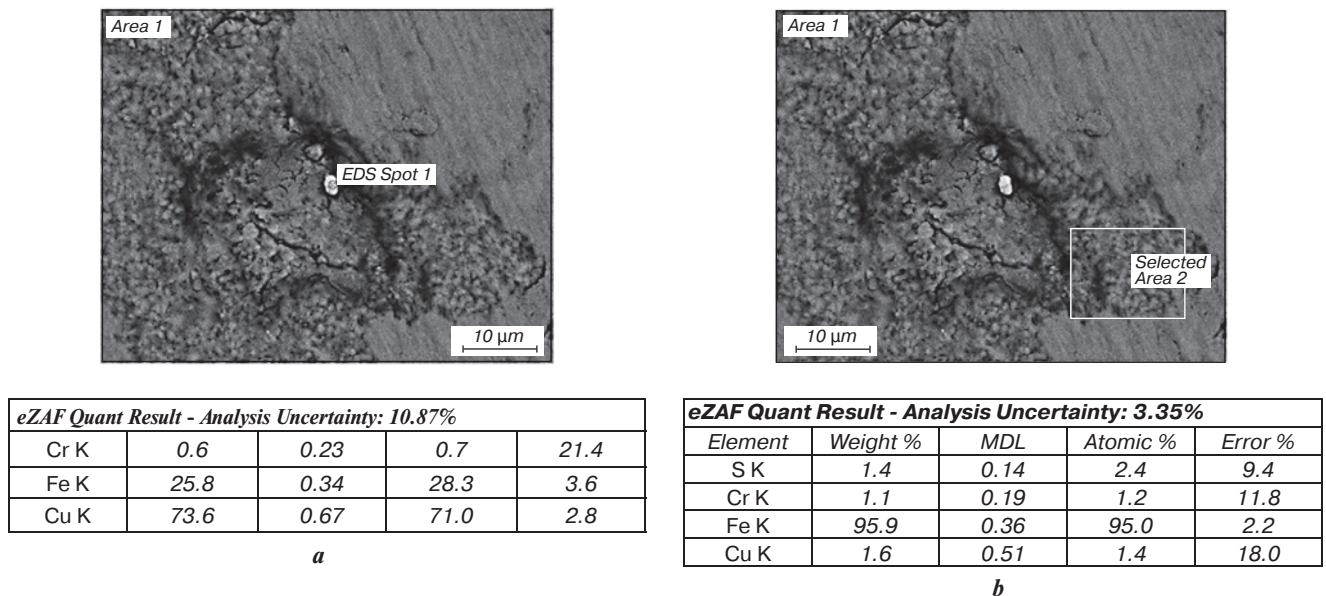 Area 1
EDS Spot 1
10 µm
eZAF Quant Result - Analysis Uncertainty: 10.87%
Cr K 0.6 0.23 0.7 21.4
Fe K 25.8 0.34 28.3 3.6
Cu K 73.6 0.67 71.0 2.8
a
Area 1
Selected
Area 2
10 µm
eZAF Quant Result - Analysis Uncertainty: 3.35%
Element Weight % MDL Atomic % Error %
S K 1.4 0.14 2.4 9.4
Cr K 1.1 0.19 1.2 11.8
Fe K 95.9 0.36 95.0 2.2
Cu K 1.6 0.51 1.4 18.0
b